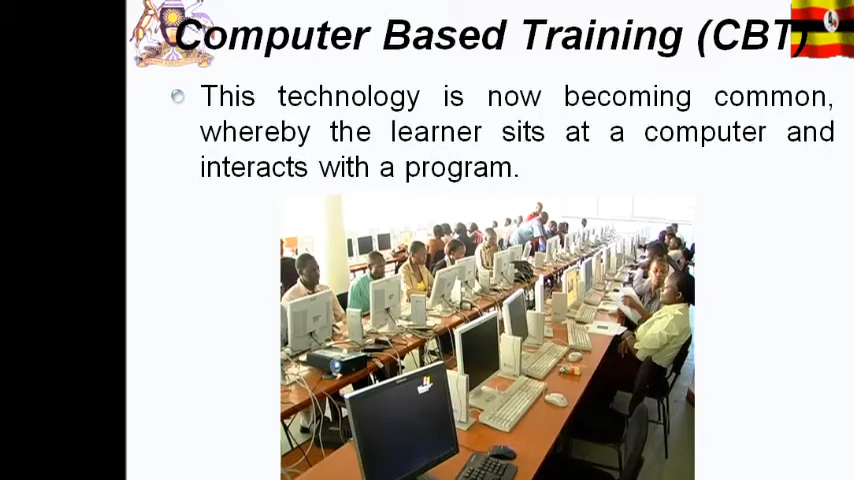 Computer Based Training (CBT)
This technology is now becoming common,
whereby the learner sits at a computer and
interacts with a program.